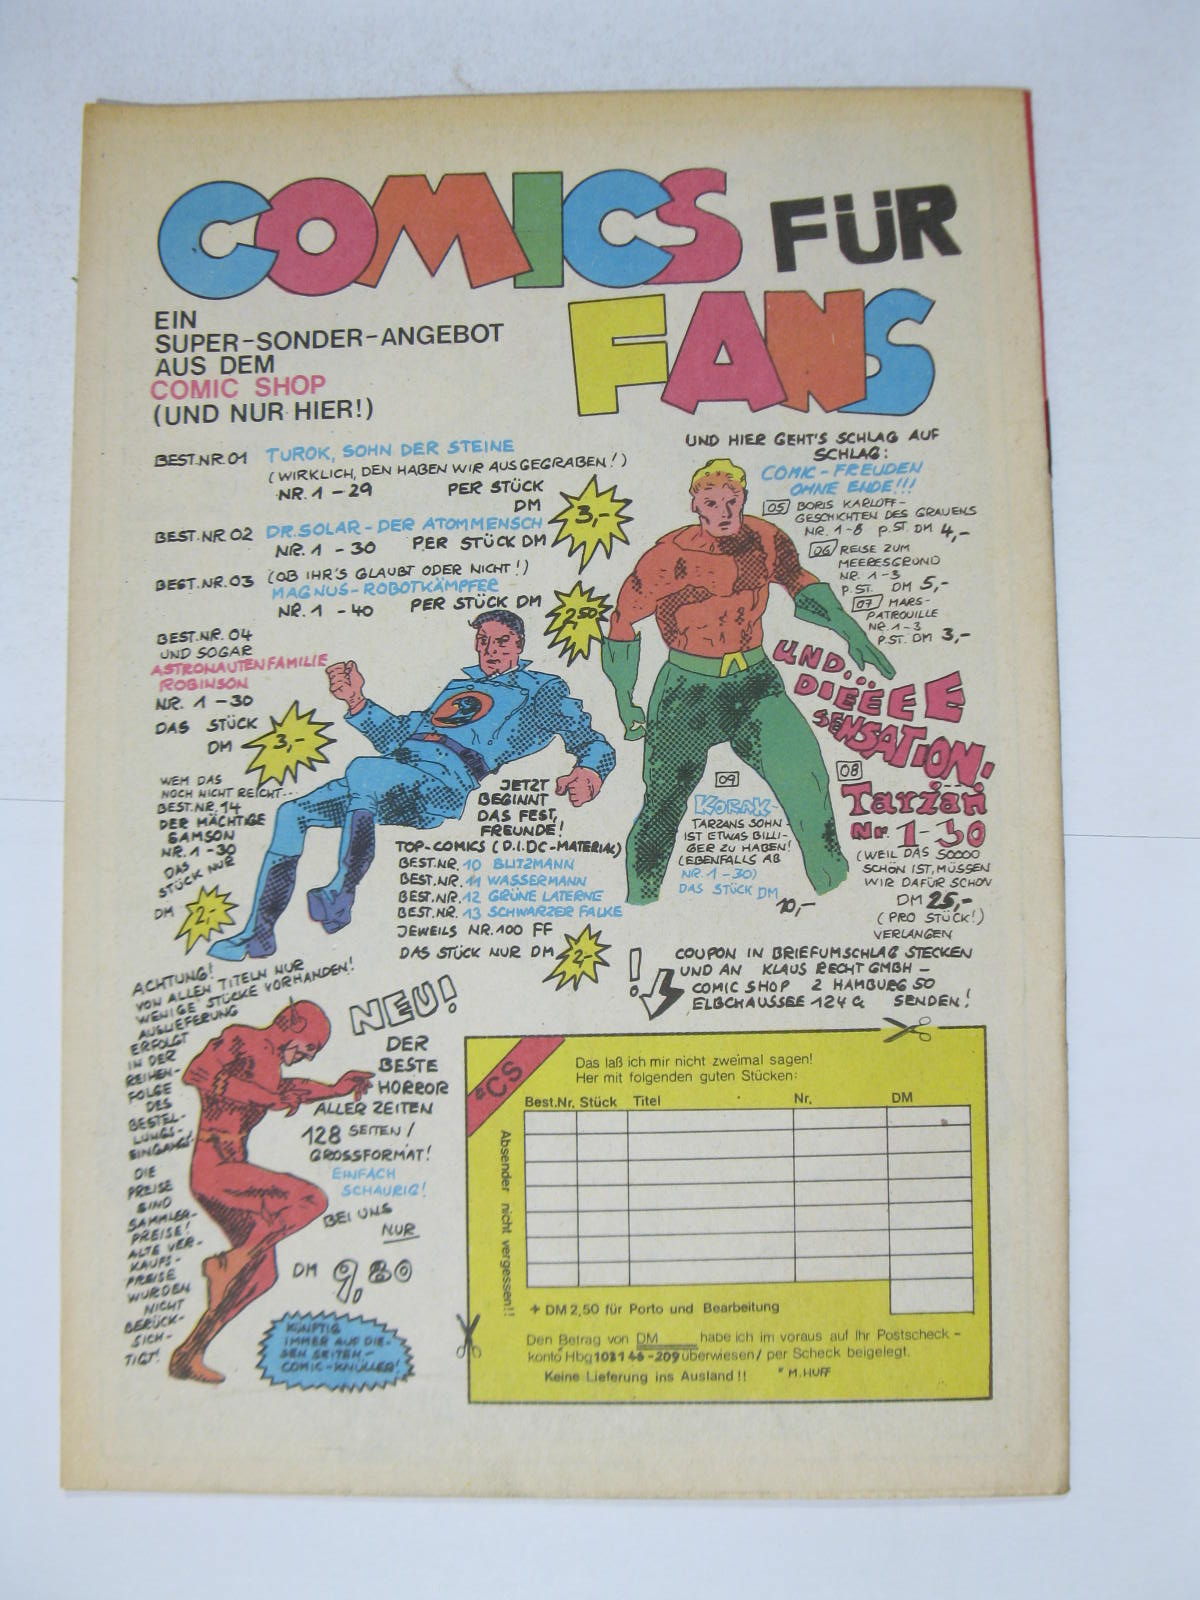 COMICS FÜR
FANS
EIN
SUPER-SONDER-ANGEBOT
AUS DEM
COMIC SHOP
(UND NUR HIER!)
BEST.NR.01 TUROK, SOHN DER STEINE
(WIRKLICH, DEN HABEN WIR AUSGEGRABEN!)
NR. 1 - 29 PER STÜCK
DM 3,-
BEST.NR 02 DR. SOLAR - DER ATOMMENSCH
NR. 1 - 30 PER STÜCK DM
BEST.NR.03 (OB IHR'S GLAUBT ODER NICHT!)
MAGNUS-ROBOTKÄMPFER
NR. 1 - 40 PER STÜCK DM 2,50
BEST.NR. 04
UND SOGAR
ASTRONAUTENFAMILIE
ROBINSON
NR. 1 - 30
DAS STÜCK
DM 3,-
WEM DAS
NOCH NICHT REICHT...
BEST.NR.14
DER MÄCHTIGE
SAMSON
NR. 1 - 30
DAS
STÜCK NUR
DM 2,-
UND HIER GEHT'S SCHLAG AUF
SCHLAG:
COMIC-FREUDEN
OHNE ENDE!!!
05 BORIS KARLOFF-
GESCHICHTEN DES GRAUENS
NR. 1-8 P.ST. DM 4,-
06 REISE ZUM
MEERESGRUND
NR. 1-3
P.ST. DM 5,-
07 MARS-
PATROUILLE
NR. 1-3
P.ST. DM 3,-
UND...
DIEËEE
SENSATION:
08
Tarzan
Nr. 1-30
(WEIL DAS SOOOO
SCHÖN IST, MÜSSEN
WIR DAFÜR SCHON
DM 25,-
(PRO STÜCK!)
VERLANGEN
09
KORAK-
TARZANS SOHN-
IST ETWAS BILLI-
GER ZU HABEN!
(EBENFALLS AB
NR. 1 - 30)
DAS STÜCK DM 10,-
JETZT
BEGINNT
DAS FEST,
FREUNDE!
TOP-COMICS (D.I.DC-MATERIAL)
BEST.NR. 10 BLITZMANN
BEST.NR. 11 WASSERMANN
BEST.NR. 12 GRÜNE LATERNE
BEST.NR. 13 SCHWARZER FALKE
JEWEILS NR.100 FF
DAS STÜCK NUR DM 2,-
! COUPON IN BRIEFUMSCHLAG STECKEN
UND AN KLAUS RECHT GMBH -
COMIC SHOP 2 HAMBURG 50
ELBCHAUSSEE 124a SENDEN!
ACHTUNG!
VON ALLEN TITELN NUR
WENIGE STÜCKE VORHANDEN!
AUSLIEFERUNG
ERFOLGT
IN DER
REIHEN-
FOLGE
DES
BESTEL-
LUNGS-
EINGANGS!
DIE
PREISE
SIND
SAMMLER-
PREISE!
ALTE VER-
KAUFS-
PREISE
WURDEN
NICHT
BERÜCK-
SICH-
TIGT!
NEU!
DER
BESTE
HORROR
ALLER ZEITEN
128 SEITEN /
GROSSFORMAT!
EINFACH
SCHAURIG!
BEI UNS
NUR
DM 9,80
KÜNFTIG
IMMER AUF DIE-
SEN SEITEN-
COMIC-KNÜLLER!
*CS
Das laß ich mir nicht zweimal sagen!
Her mit folgenden guten Stücken:
Best.Nr. Stück Titel Nr. DM
Absender nicht vergessen!!
+ DM 2,50 für Porto und Bearbeitung
Den Betrag von DM ____ habe ich im voraus auf Ihr Postscheck-
konto Hbg 103146-209 überwiesen/ per Scheck beigelegt.
Keine Lieferung ins Ausland!! * M. HUFF